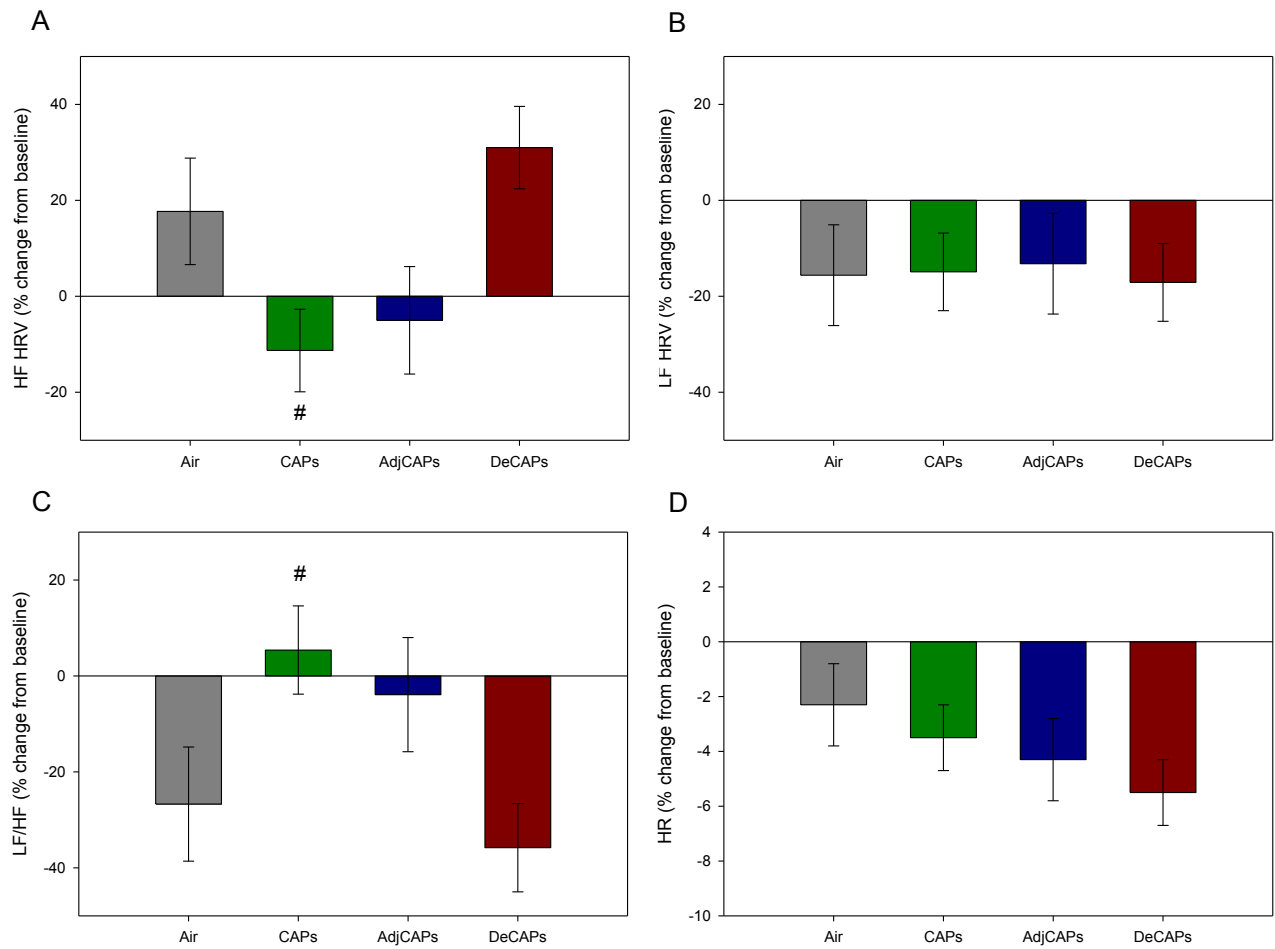 A
HF HRV (% change from baseline)
40
20
0
-20
#
Air CAPs AdjCAPs DeCAPs
B
LF HRV (% change from baseline)
20
0
-20
-40
Air CAPs AdjCAPs DeCAPs
C
LF/HF (% change from baseline)
20
0
-20
-40
#
Air CAPs AdjCAPs DeCAPs
D
HR (% change from baseline)
4
2
0
-2
-4
-6
-8
-10
Air CAPs AdjCAPs DeCAPs